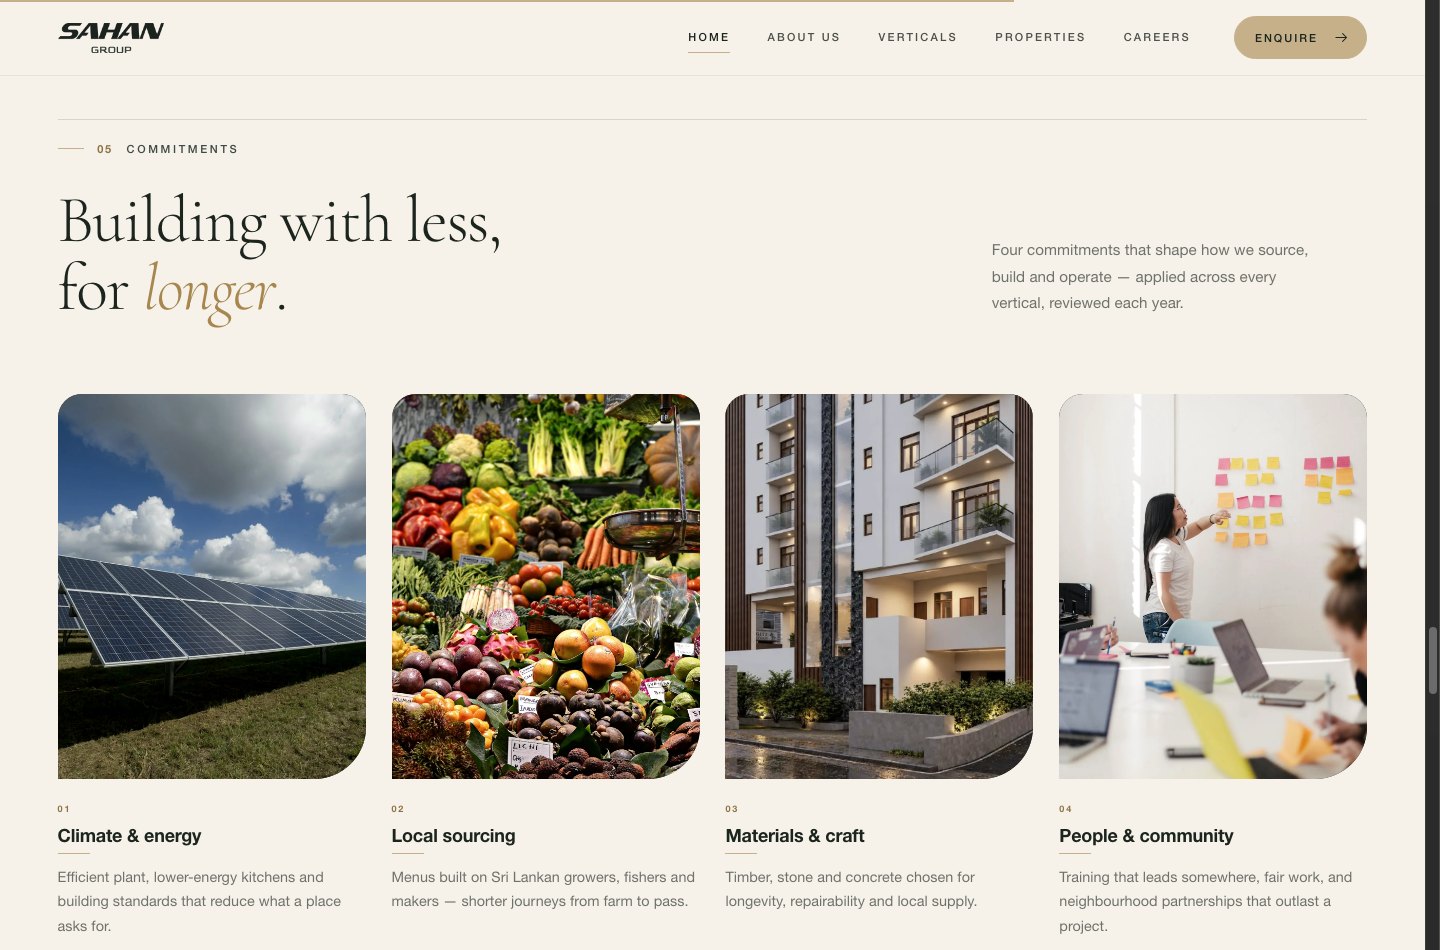 SAHAN
GROUP
HOME
ABOUT US
VERTICALS
PROPERTIES
CAREERS
ENQUIRE
05 COMMITMENTS
Building with less,
for longer.
Four commitments that shape how we source,
build and operate — applied across every
vertical, reviewed each year.
LICHI
01
Climate & energy
Efficient plant, lower-energy kitchens and
building standards that reduce what a place
asks for.
02
Local sourcing
Menus built on Sri Lankan growers, fishers and
makers — shorter journeys from farm to pass.
03
Materials & craft
Timber, stone and concrete chosen for
longevity, repairability and local supply.
04
People & community
Training that leads somewhere, fair work, and
neighbourhood partnerships that outlast a
project.